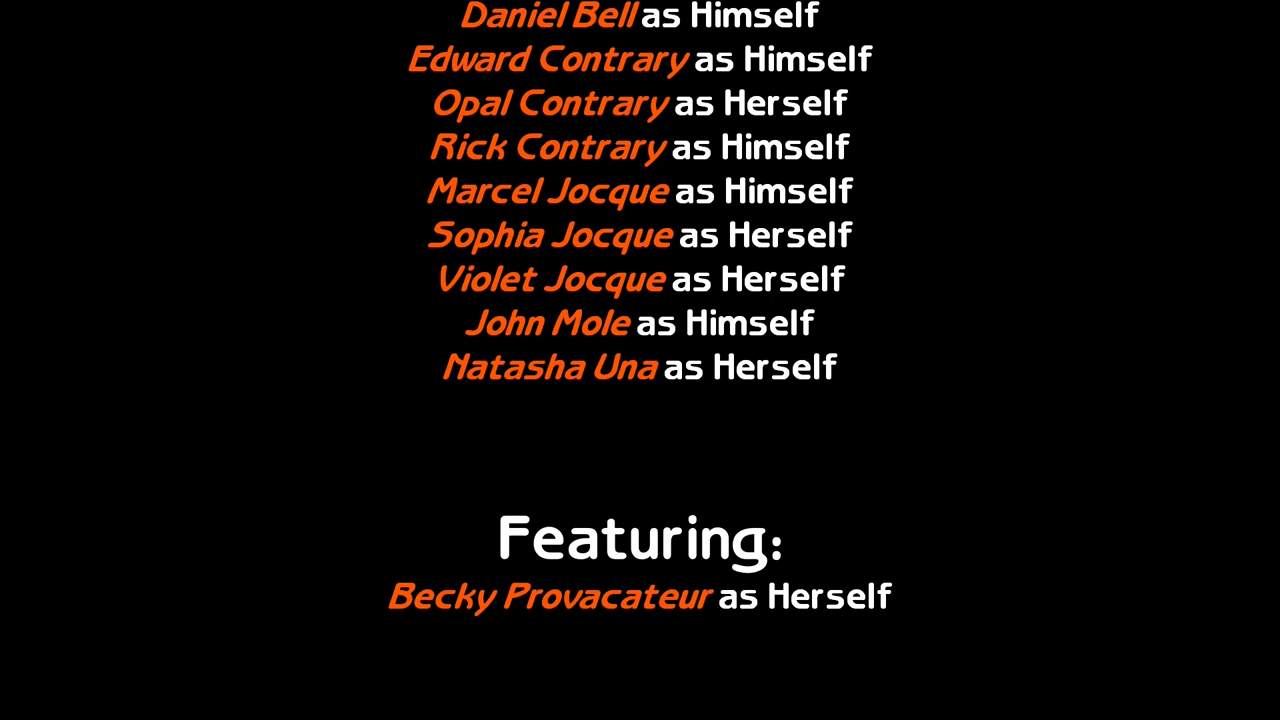 Daniel Bell as Himself
Edward Contrary as Himself
Opal Contrary as Herself
Rick Contrary as Himself
Marcel Jocque as Himself
Sophia Jocque as Herself
Violet Jocque as Herself
John Mole as Himself
Natasha Una as Herself
Featuring:
Becky Provacateur as Herself